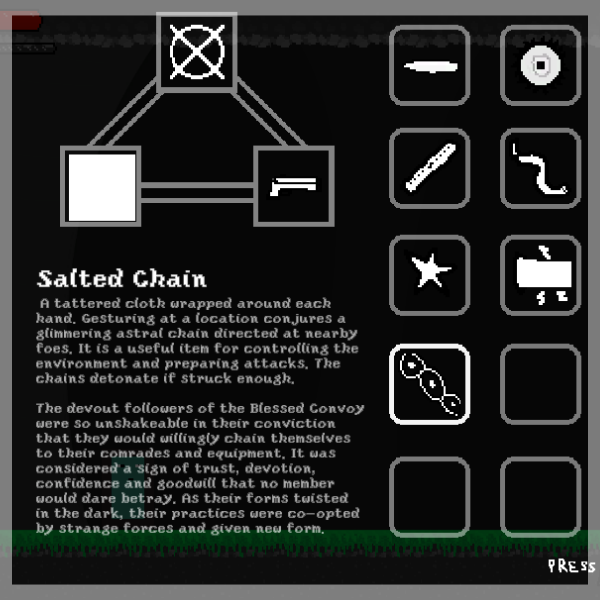 Salted Chain
A tattered cloth wrapped around each
hand. Gesturing at a location conjures a
glimmering astral chain directed at nearby
foes. It is a useful item for controlling the
environment and preparing attacks. The
chains detonate if struck enough.
The devout followers of the Blessed Convoy
were so unshakeable in their conviction
that they would willingly chain themselves
to their comrades and equipment. It was
considered a sign of trust, devotion,
confidence and goodwill that no member
would dare betray. As their forms twisted
in the dark, their practices were co-opted
by strange forces and given new form.
PRESS